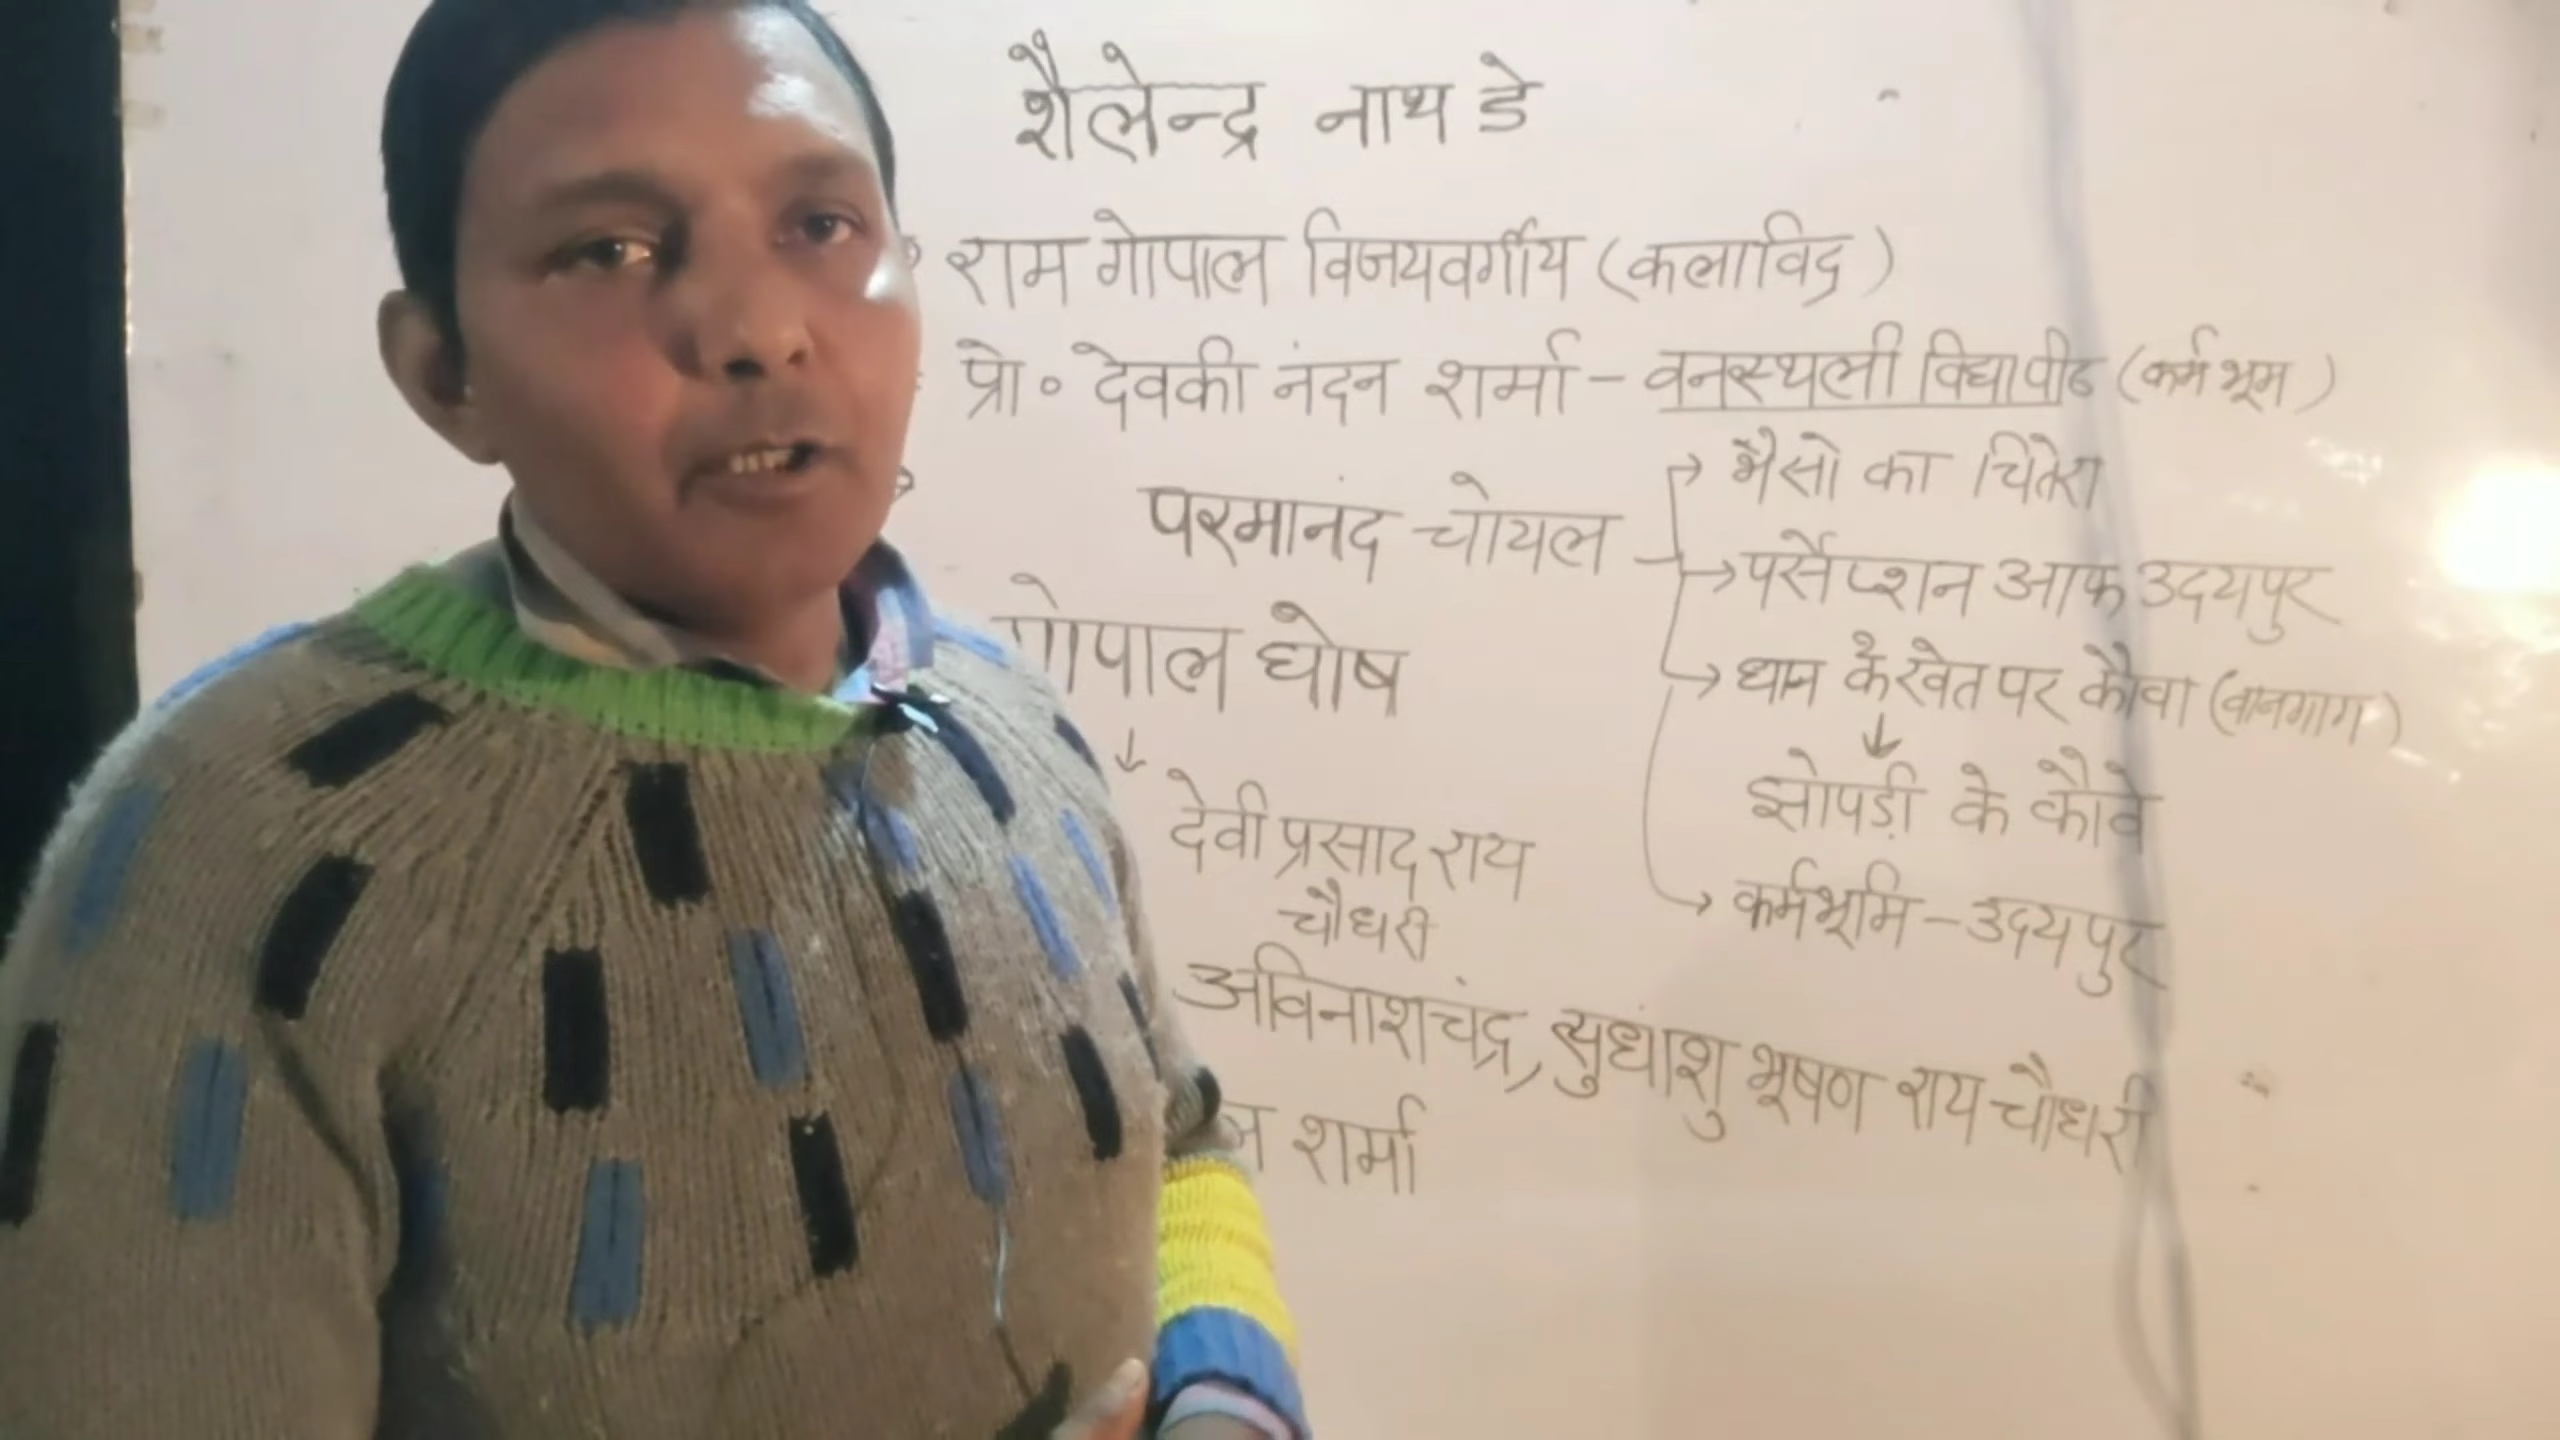 शैलेन्द्र नाथ डे
राम गोपाल विजयवर्गीय (कलाविद्र)
प्रो॰ देवकी नंदन शर्मा - वनस्थली विद्यापीठ (कर्म भूम)
परमानंद चोयल
→ भैसो का चितेरा
→ पर्सेप्शन आफ उदयपुर
→ धान के खेत पर कौवा (वानगाग)
↓
झोपड़ी के कौवे
→ कर्मभूमि - उदयपुर
गोपाल घोष
↓
देवी प्रसाद राय
चौधरी
अविनाशचंद्र, सुधांशु भूषण राय चौधरी
शर्मा